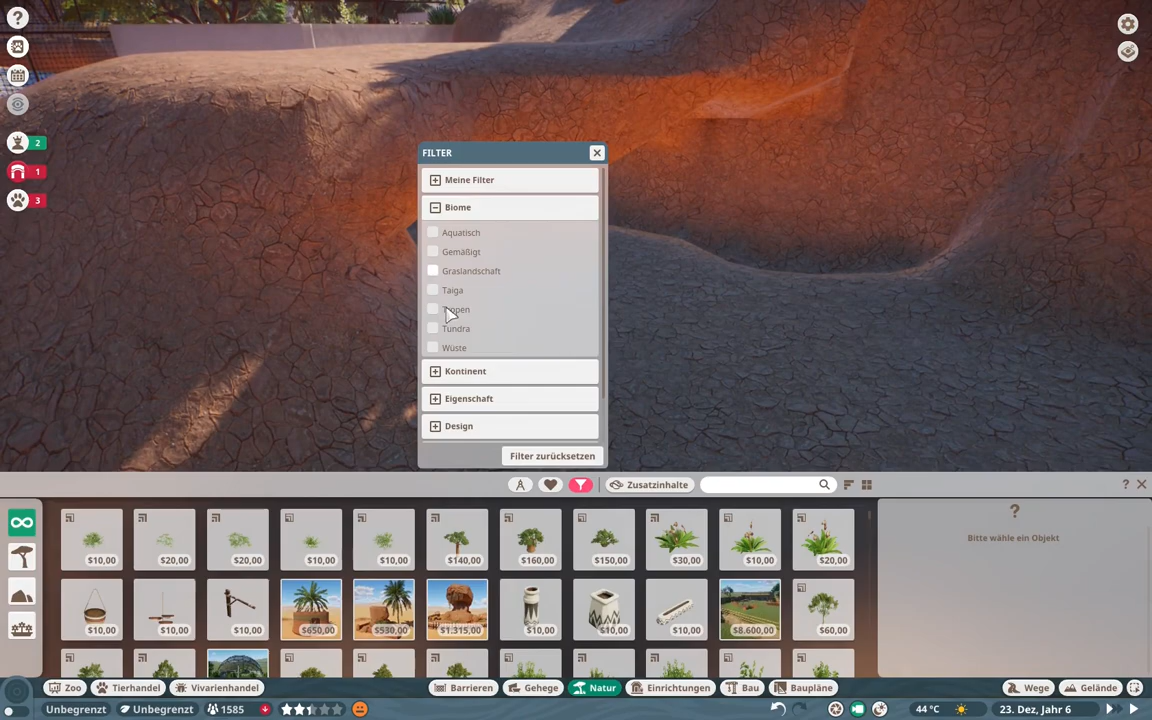 ?
2
1
3
FILTER
Meine Filter
Biome
Aquatisch
Gemäßigt
Graslandschaft
Taiga
Tundra
Wüste
Kontinent
Eigenschaft
Design
Filter zurücksetzen
Zusatzinhalte
?
?
Bitte wähle ein Objekt
$10,00 $20,00 $20,00 $10,00 $10,00 $140,00 $160,00 $150,00 $30,00 $10,00 $20,00
$10,00 $10,00 $10,00 $650,00 $530,00 $1.315,00 $10,00 $10,00 $10,00 $8.600,00 $60,00
Zoo Tierhandel Vivarienhandel Barrieren Gehege Natur Einrichtungen Bau Baupläne Wege Gelände
Unbegrenzt Unbegrenzt 1585 44 °C 23. Dez, Jahr 6